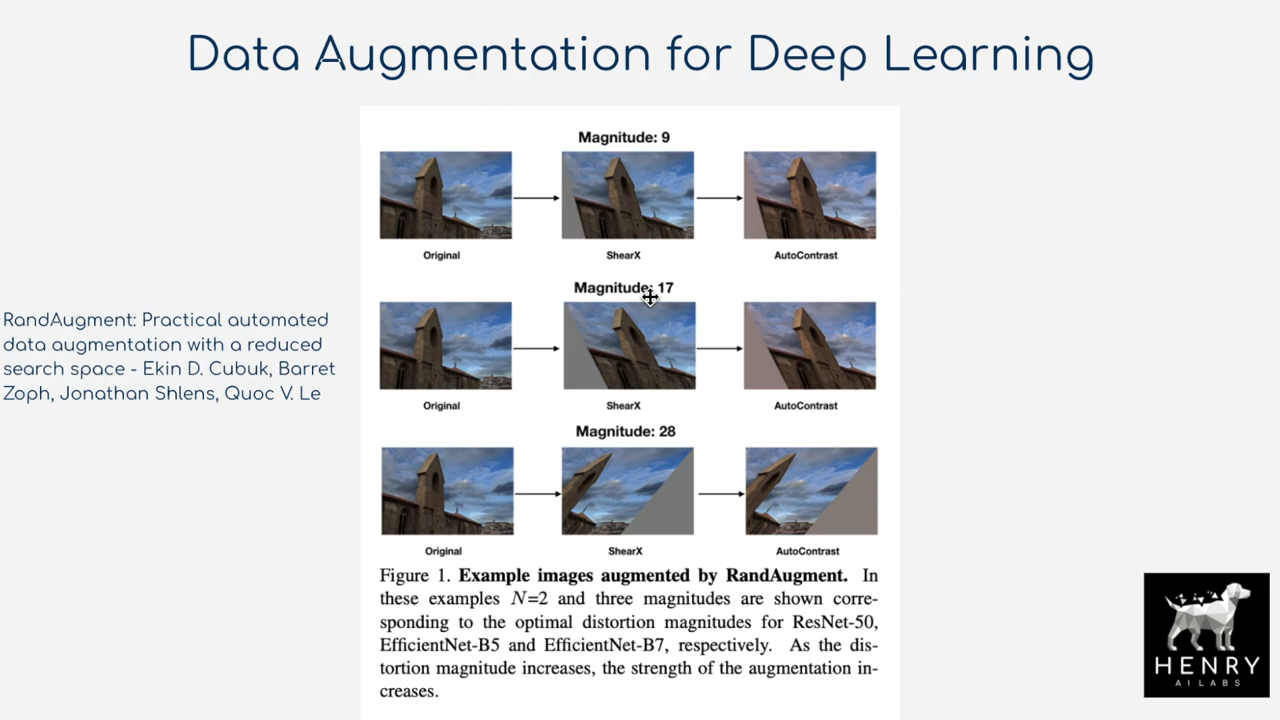 Data Augmentation for Deep Learning
Magnitude: 9
Original
ShearX
AutoContrast
Magnitude: 17
Original
ShearX
AutoContrast
Magnitude: 28
Original
ShearX
AutoContrast
RandAugment: Practical automated
data augmentation with a reduced
search space - Ekin D. Cubuk, Barret
Zoph, Jonathan Shlens, Quoc V. Le
Figure 1. Example images augmented by RandAugment. In
these examples N=2 and three magnitudes are shown corre-
sponding to the optimal distortion magnitudes for ResNet-50,
EfficientNet-B5 and EfficientNet-B7, respectively. As the dis-
tortion magnitude increases, the strength of the augmentation in-
creases.
HENRY
AI LABS